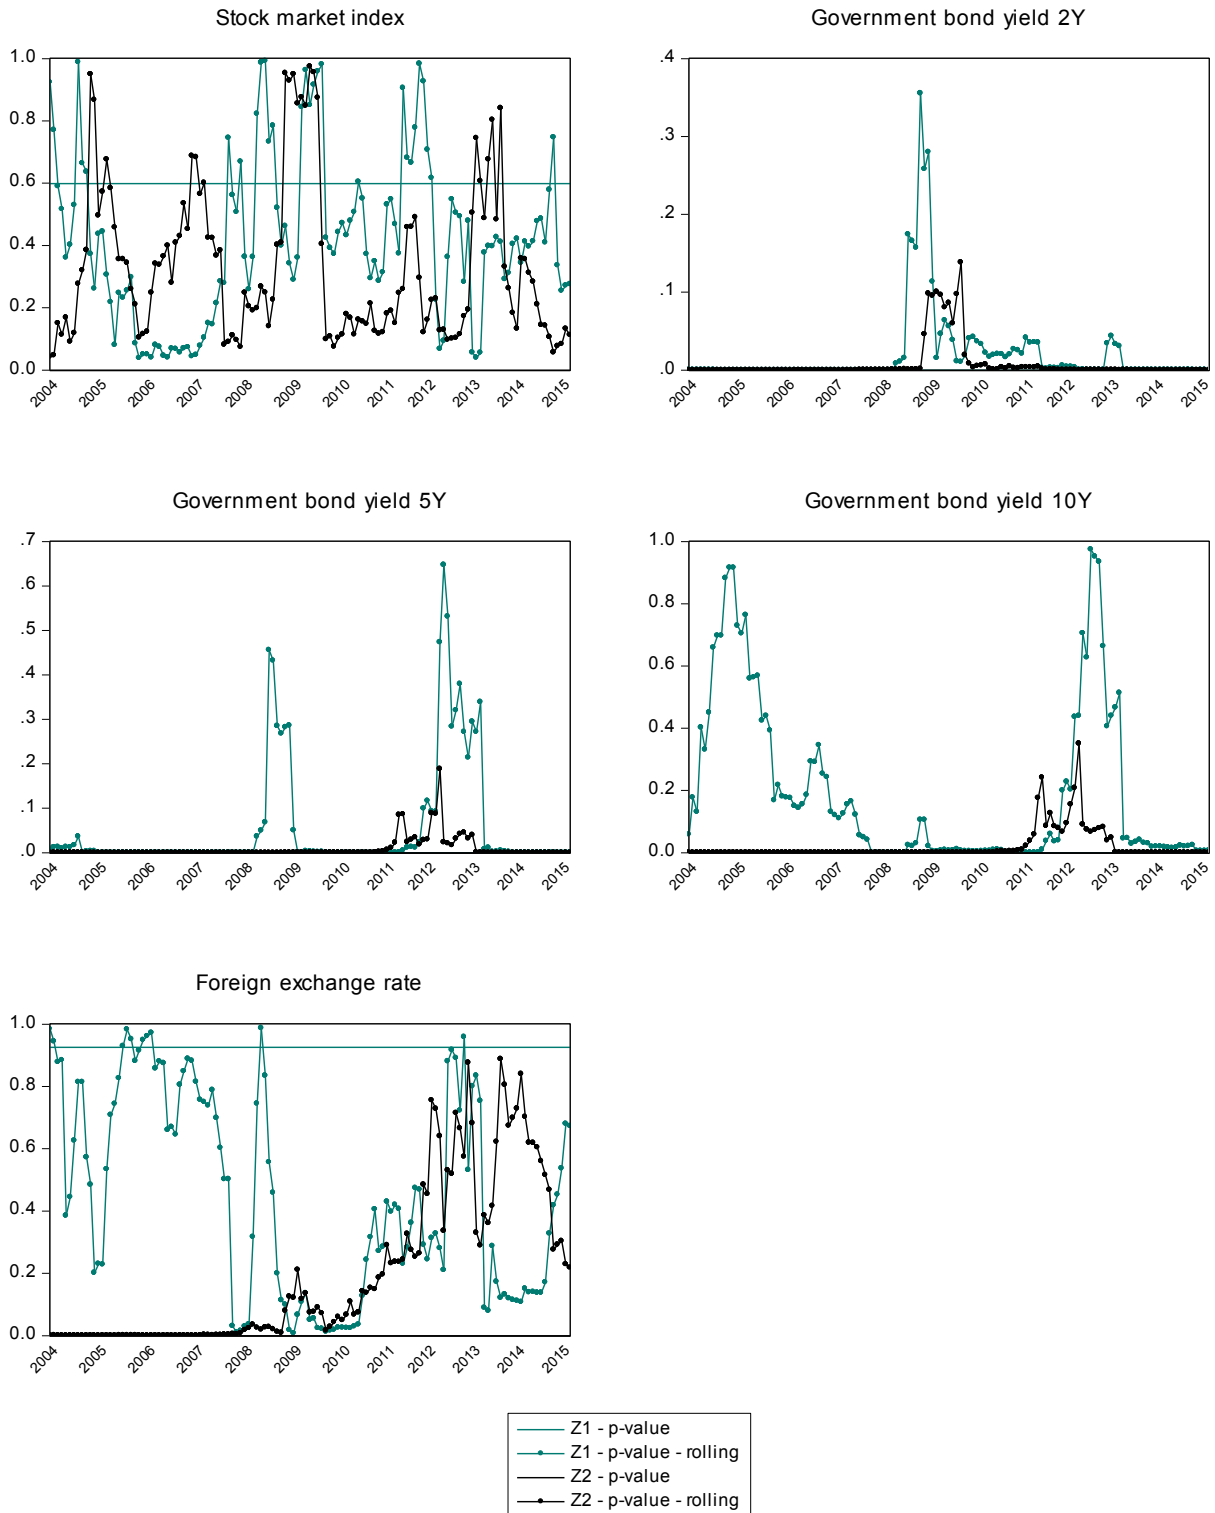 Stock market index
1.0
0.8
0.6
0.4
0.2
0.0
2004 2005 2006 2007 2008 2009 2010 2011 2012 2013 2014 2015
Government bond yield 2Y
.4
.3
.2
.1
.0
2004 2005 2006 2007 2008 2009 2010 2011 2012 2013 2014 2015
Government bond yield 5Y
.7
.6
.5
.4
.3
.2
.1
.0
2004 2005 2006 2007 2008 2009 2010 2011 2012 2013 2014 2015
Government bond yield 10Y
1.0
0.8
0.6
0.4
0.2
0.0
2004 2005 2006 2007 2008 2009 2010 2011 2012 2013 2014 2015
Foreign exchange rate
1.0
0.8
0.6
0.4
0.2
0.0
2004 2005 2006 2007 2008 2009 2010 2011 2012 2013 2014 2015
Z1 - p-value
Z1 - p-value - rolling
Z2 - p-value
Z2 - p-value - rolling